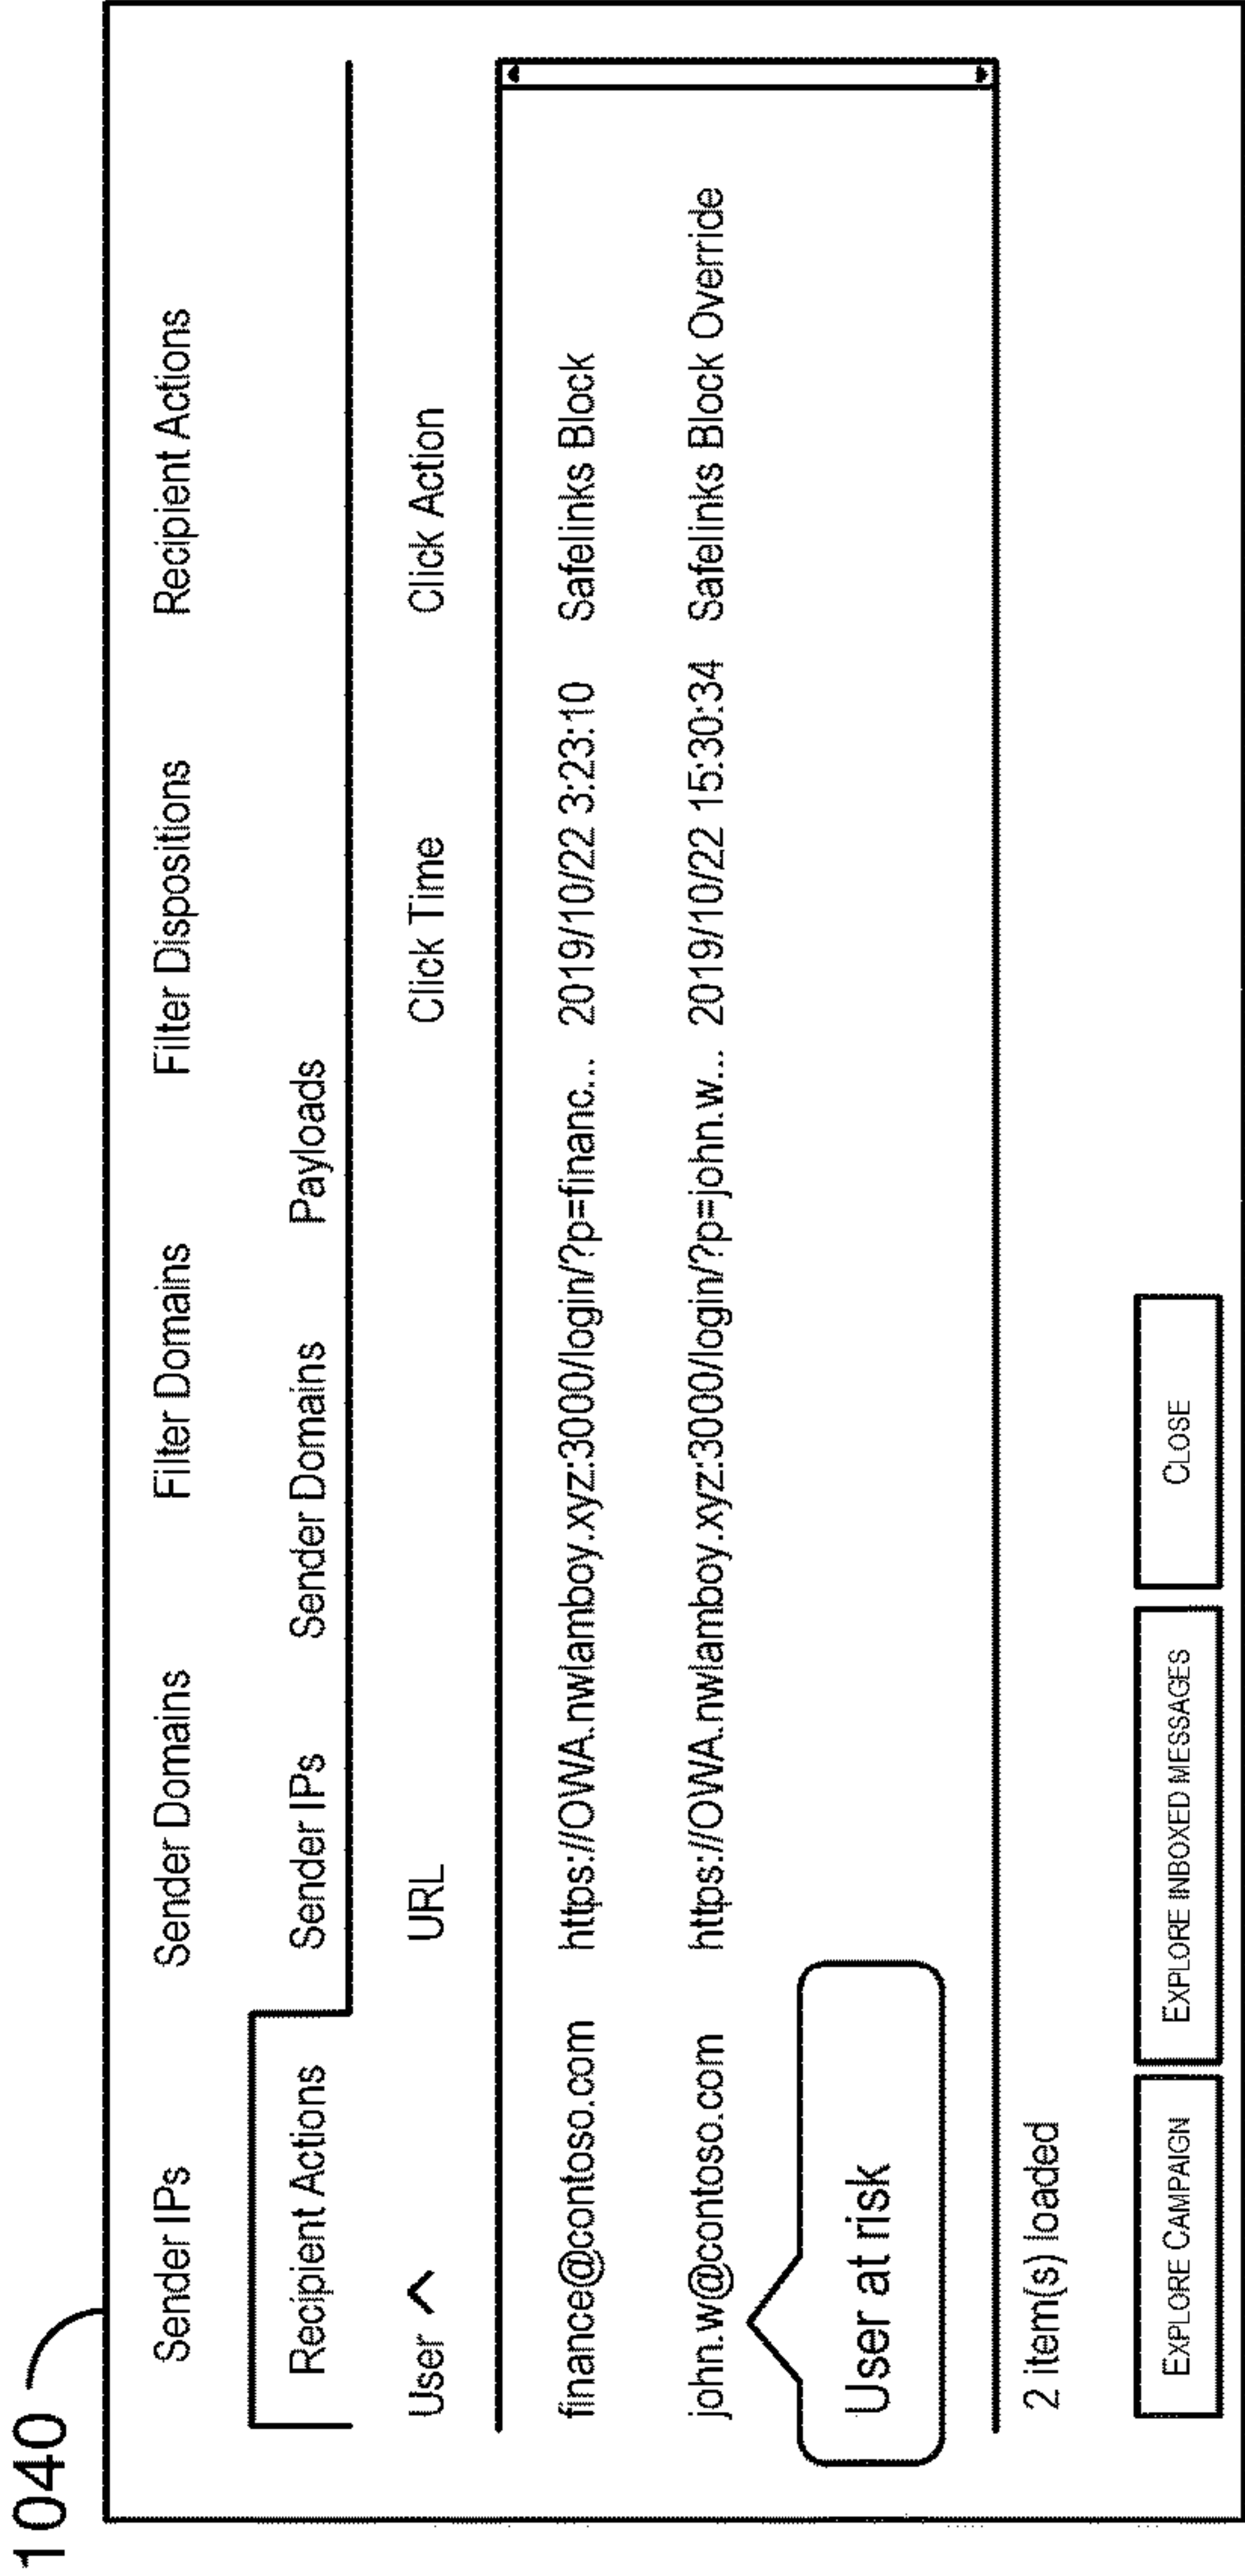 1040
Sender IPs Sender Domains Filter Domains Filter Dispositions Recipient Actions
Recipient Actions Sender IPs Sender Domains Payloads
User ^ URL Click Time Click Action
finance@contoso.com https://OWA.nwlamboy.xyz:3000/login/?p=financ... 2019/10/22 3:23:10 Safelinks Block
john.w@contoso.com https://OWA.nwlamboy.xyz:3000/login/?p=john.w... 2019/10/22 15:30:34 Safelinks Block Override
User at risk
2 item(s) loaded
EXPLORE CAMPAIGN EXPLORE INBOXED MESSAGES CLOSE